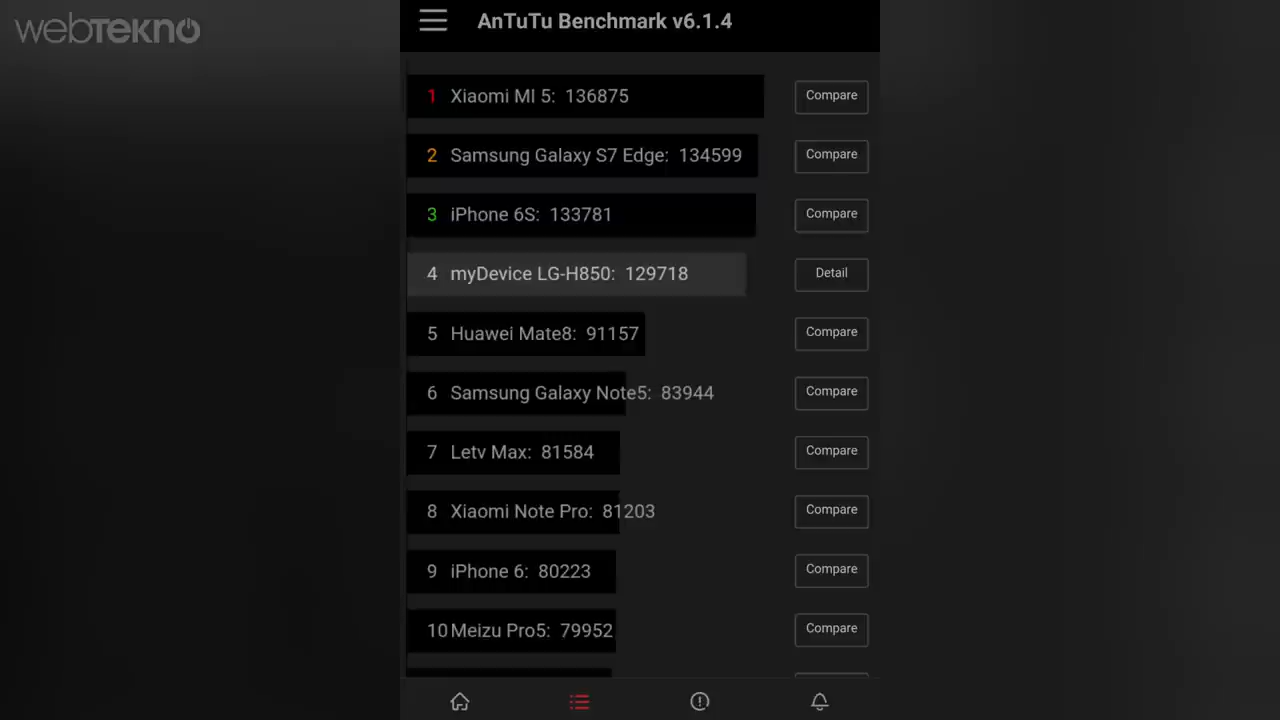 webTEKNO
AnTuTu Benchmark v6.1.4
1 Xiaomi MI 5: 136875 Compare
2 Samsung Galaxy S7 Edge: 134599 Compare
3 iPhone 6S: 133781 Compare
4 myDevice LG-H850: 129718 Detail
5 Huawei Mate8: 91157 Compare
6 Samsung Galaxy Note5: 83944 Compare
7 Letv Max: 81584 Compare
8 Xiaomi Note Pro: 81203 Compare
9 iPhone 6: 80223 Compare
10 Meizu Pro5: 79952 Compare